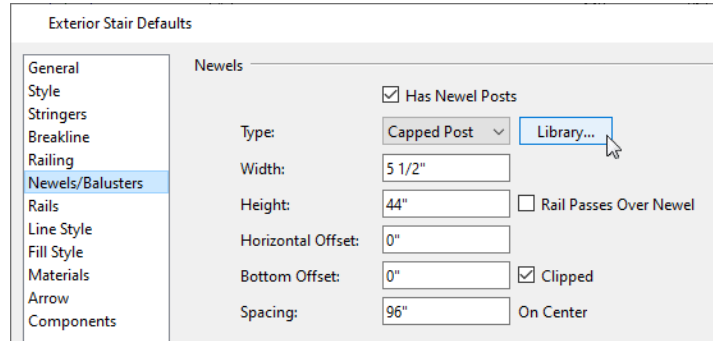 Exterior Stair Defaults
General
Style
Stringers
Breakline
Railing
Newels/Balusters
Rails
Line Style
Fill Style
Materials
Arrow
Components
Newels
Has Newel Posts
Type: Capped Post Library...
Width: 5 1/2"
Height: 44" Rail Passes Over Newel
Horizontal Offset: 0"
Bottom Offset: 0" Clipped
Spacing: 96" On Center